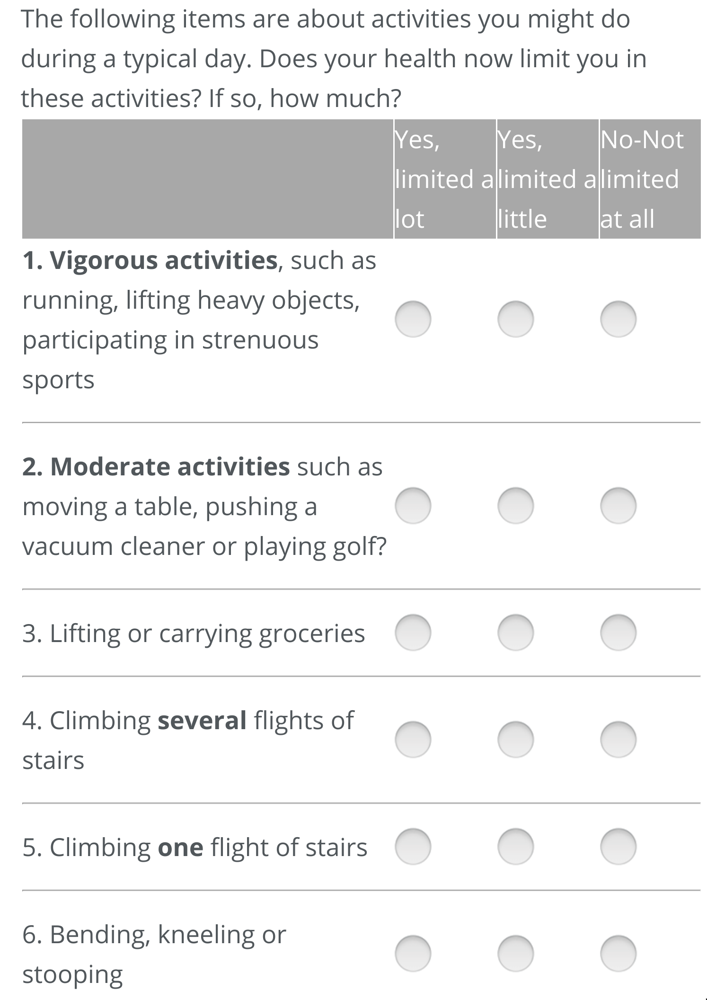 The following items are about activities you might do
during a typical day. Does your health now limit you in
these activities? If so, how much?
Yes, limited a lot
Yes, limited a little
No-Not limited at all
1. Vigorous activities, such as
running, lifting heavy objects,
participating in strenuous
sports
2. Moderate activities such as
moving a table, pushing a
vacuum cleaner or playing golf?
3. Lifting or carrying groceries
4. Climbing several flights of
stairs
5. Climbing one flight of stairs
6. Bending, kneeling or
stooping